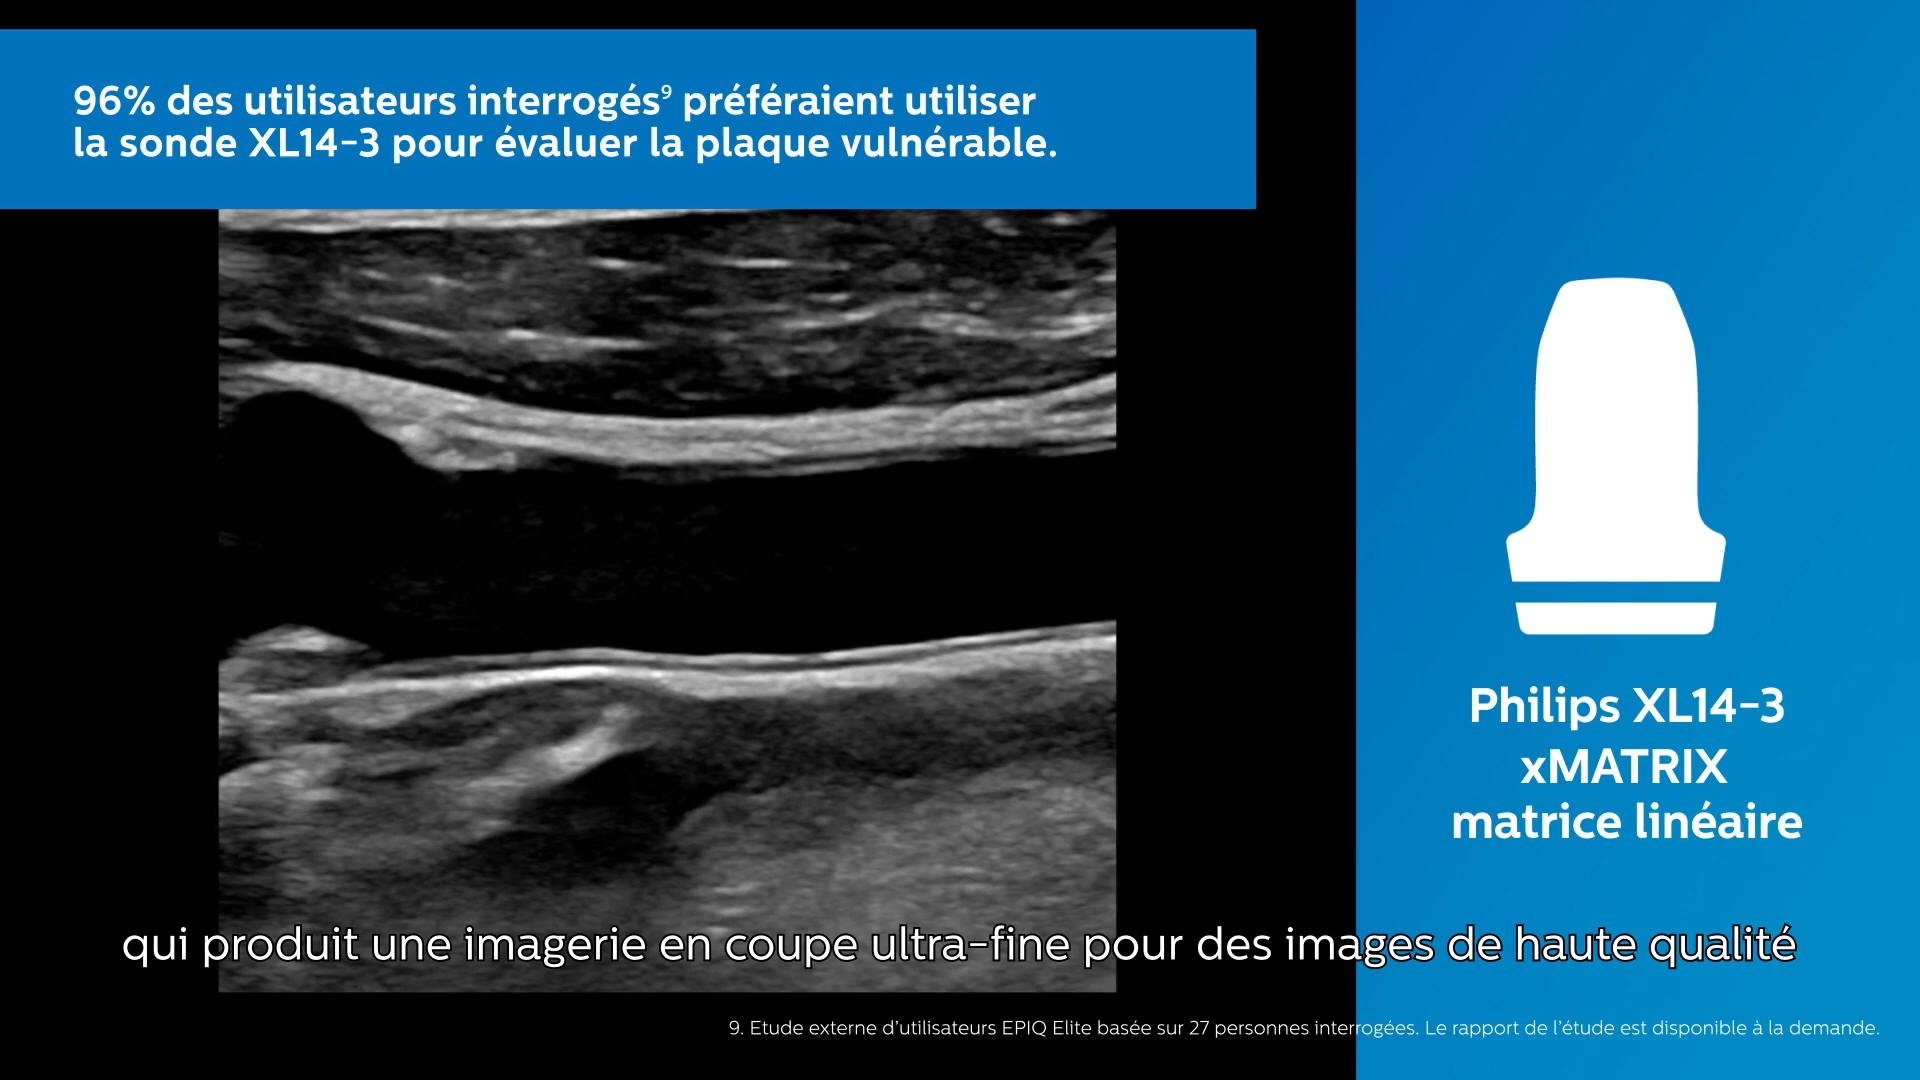 96% des utilisateurs interrogés⁹ préféraient utiliser
la sonde XL14-3 pour évaluer la plaque vulnérable.
Philips XL14-3
xMATRIX
matrice linéaire
qui produit une imagerie en coupe ultra-fine pour des images de haute qualité
9. Etude externe d'utilisateurs EPIQ Elite basée sur 27 personnes interrogées. Le rapport de l'étude est disponible à la demande.